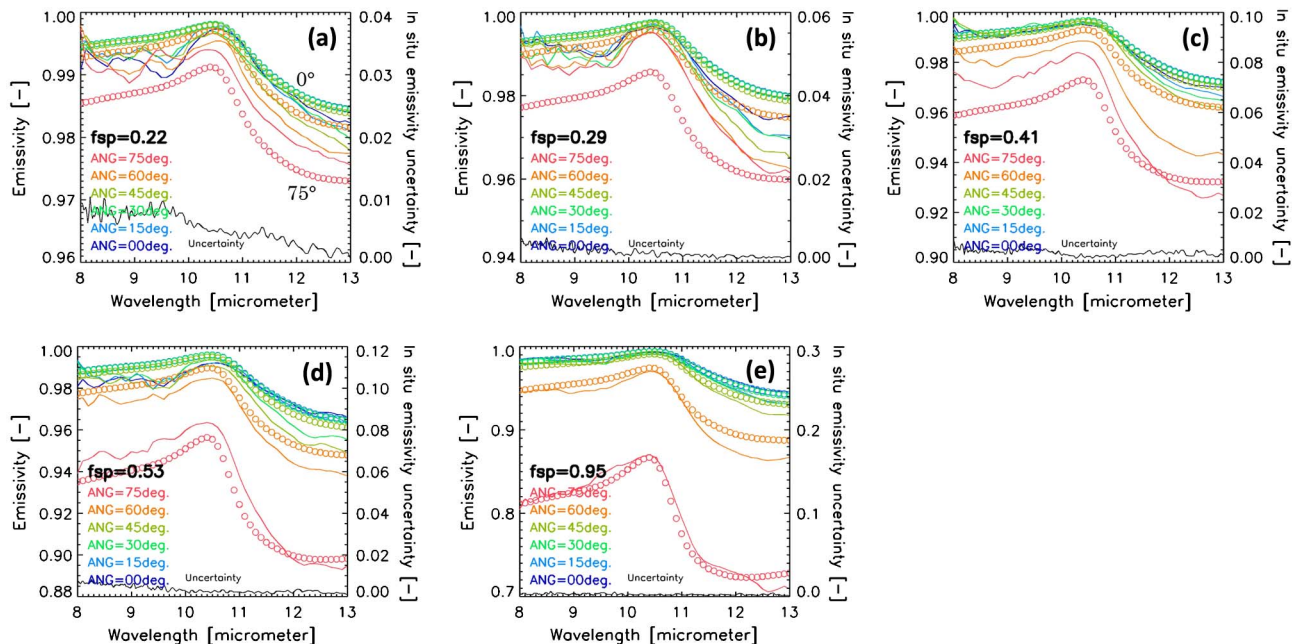 (a)
Emissivity [-]
1.00
0.99
0.98
0.97
0.96
0.04
0.03
0.02
0.01
0.00
In situ emissivity uncertainty [-]
0°
75°
fsp=0.22
ANG=75deg.
ANG=60deg.
ANG=45deg.
ANG=30deg.
ANG=15deg.
ANG=00deg.
Uncertainty
8 9 10 11 12 13
Wavelength [micrometer]
(b)
Emissivity [-]
1.00
0.98
0.96
0.94
0.06
0.04
0.02
0.00
In situ emissivity uncertainty [-]
fsp=0.29
ANG=75deg.
ANG=60deg.
ANG=45deg.
ANG=30deg.
ANG=15deg.
ANG=00deg.
Uncertainty
8 9 10 11 12 13
Wavelength [micrometer]
(c)
Emissivity [-]
1.00
0.98
0.96
0.94
0.92
0.90
0.10
0.08
0.06
0.04
0.02
0.00
In situ emissivity uncertainty [-]
fsp=0.41
ANG=75deg.
ANG=60deg.
ANG=45deg.
ANG=30deg.
ANG=15deg.
ANG=00deg.
Uncertainty
8 9 10 11 12 13
Wavelength [micrometer]
(d)
Emissivity [-]
1.00
0.98
0.96
0.94
0.92
0.90
0.88
0.12
0.10
0.08
0.06
0.04
0.02
0.00
In situ emissivity uncertainty [-]
fsp=0.53
ANG=75deg.
ANG=60deg.
ANG=45deg.
ANG=30deg.
ANG=15deg.
ANG=00deg.
Uncertainty
8 9 10 11 12 13
Wavelength [micrometer]
(e)
Emissivity [-]
1.0
0.9
0.8
0.7
0.3
0.2
0.1
0.0
In situ emissivity uncertainty [-]
fsp=0.95
ANG=75deg.
ANG=60deg.
ANG=45deg.
ANG=30deg.
ANG=15deg.
ANG=00deg.
Uncertainty
8 9 10 11 12 13
Wavelength [micrometer]